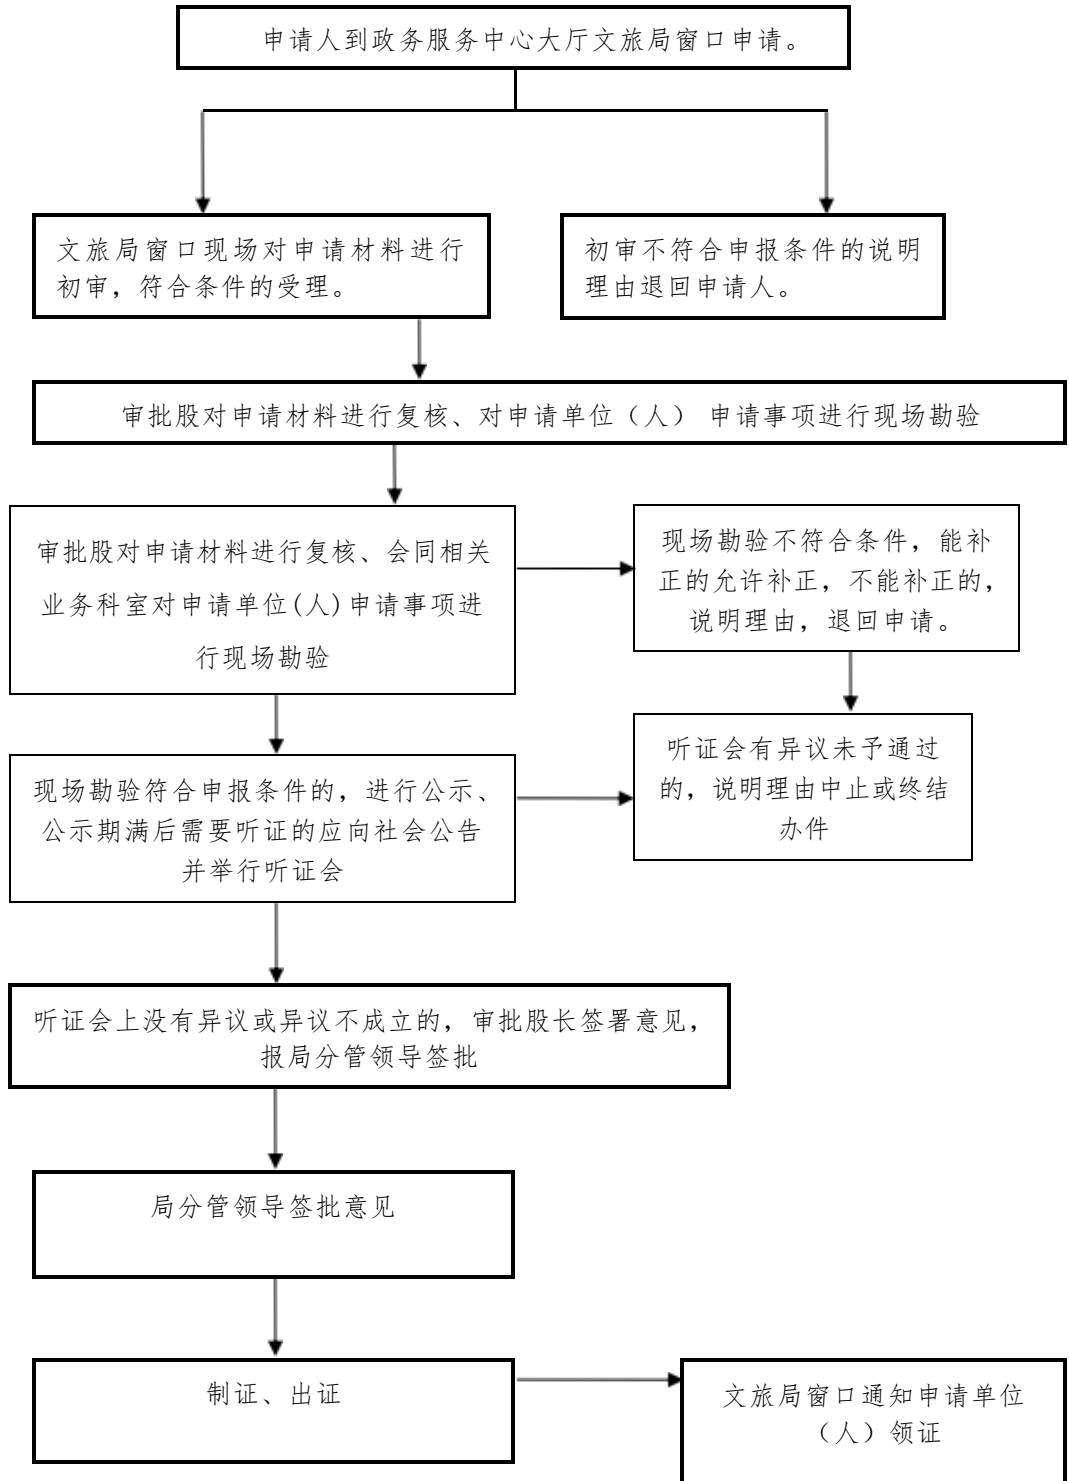 申请人到政务服务中心大厅文旅局窗口申请。
文旅局窗口现场对申请材料进行
初审，符合条件的受理。
初审不符合申报条件的说明
理由退回申请人。
审批股对申请材料进行复核、对申请单位（人） 申请事项进行现场勘验
审批股对申请材料进行复核、会同相关
业务科室对申请单位(人)申请事项进
行现场勘验
现场勘验不符合条件，能补
正的允许补正，不能补正的，
说明理由，退回申请。
现场勘验符合申报条件的，进行公示、
公示期满后需要听证的应向社会公告
并举行听证会
听证会有异议未予通过
的，说明理由中止或终结
办件
听证会上没有异议或异议不成立的，审批股长签署意见，
报局分管领导签批
局分管领导签批意见
制证、出证
文旅局窗口通知申请单位
（人）领证